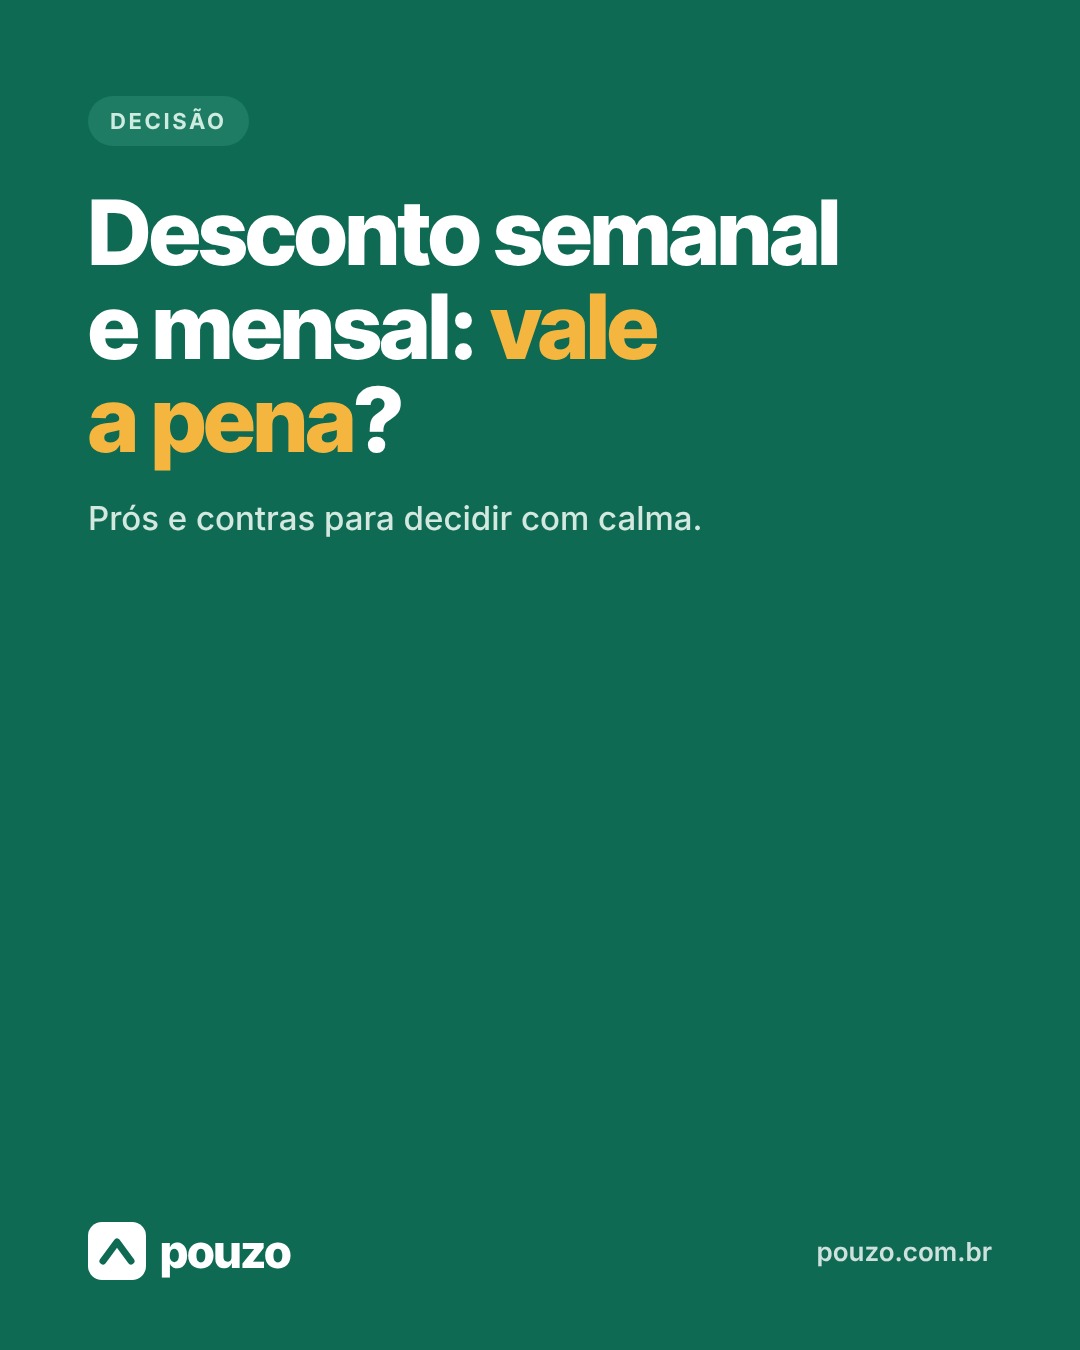 DECISÃO
Desconto semanal
e mensal: vale
a pena?
Prós e contras para decidir com calma.
pouzo
pouzo.com.br